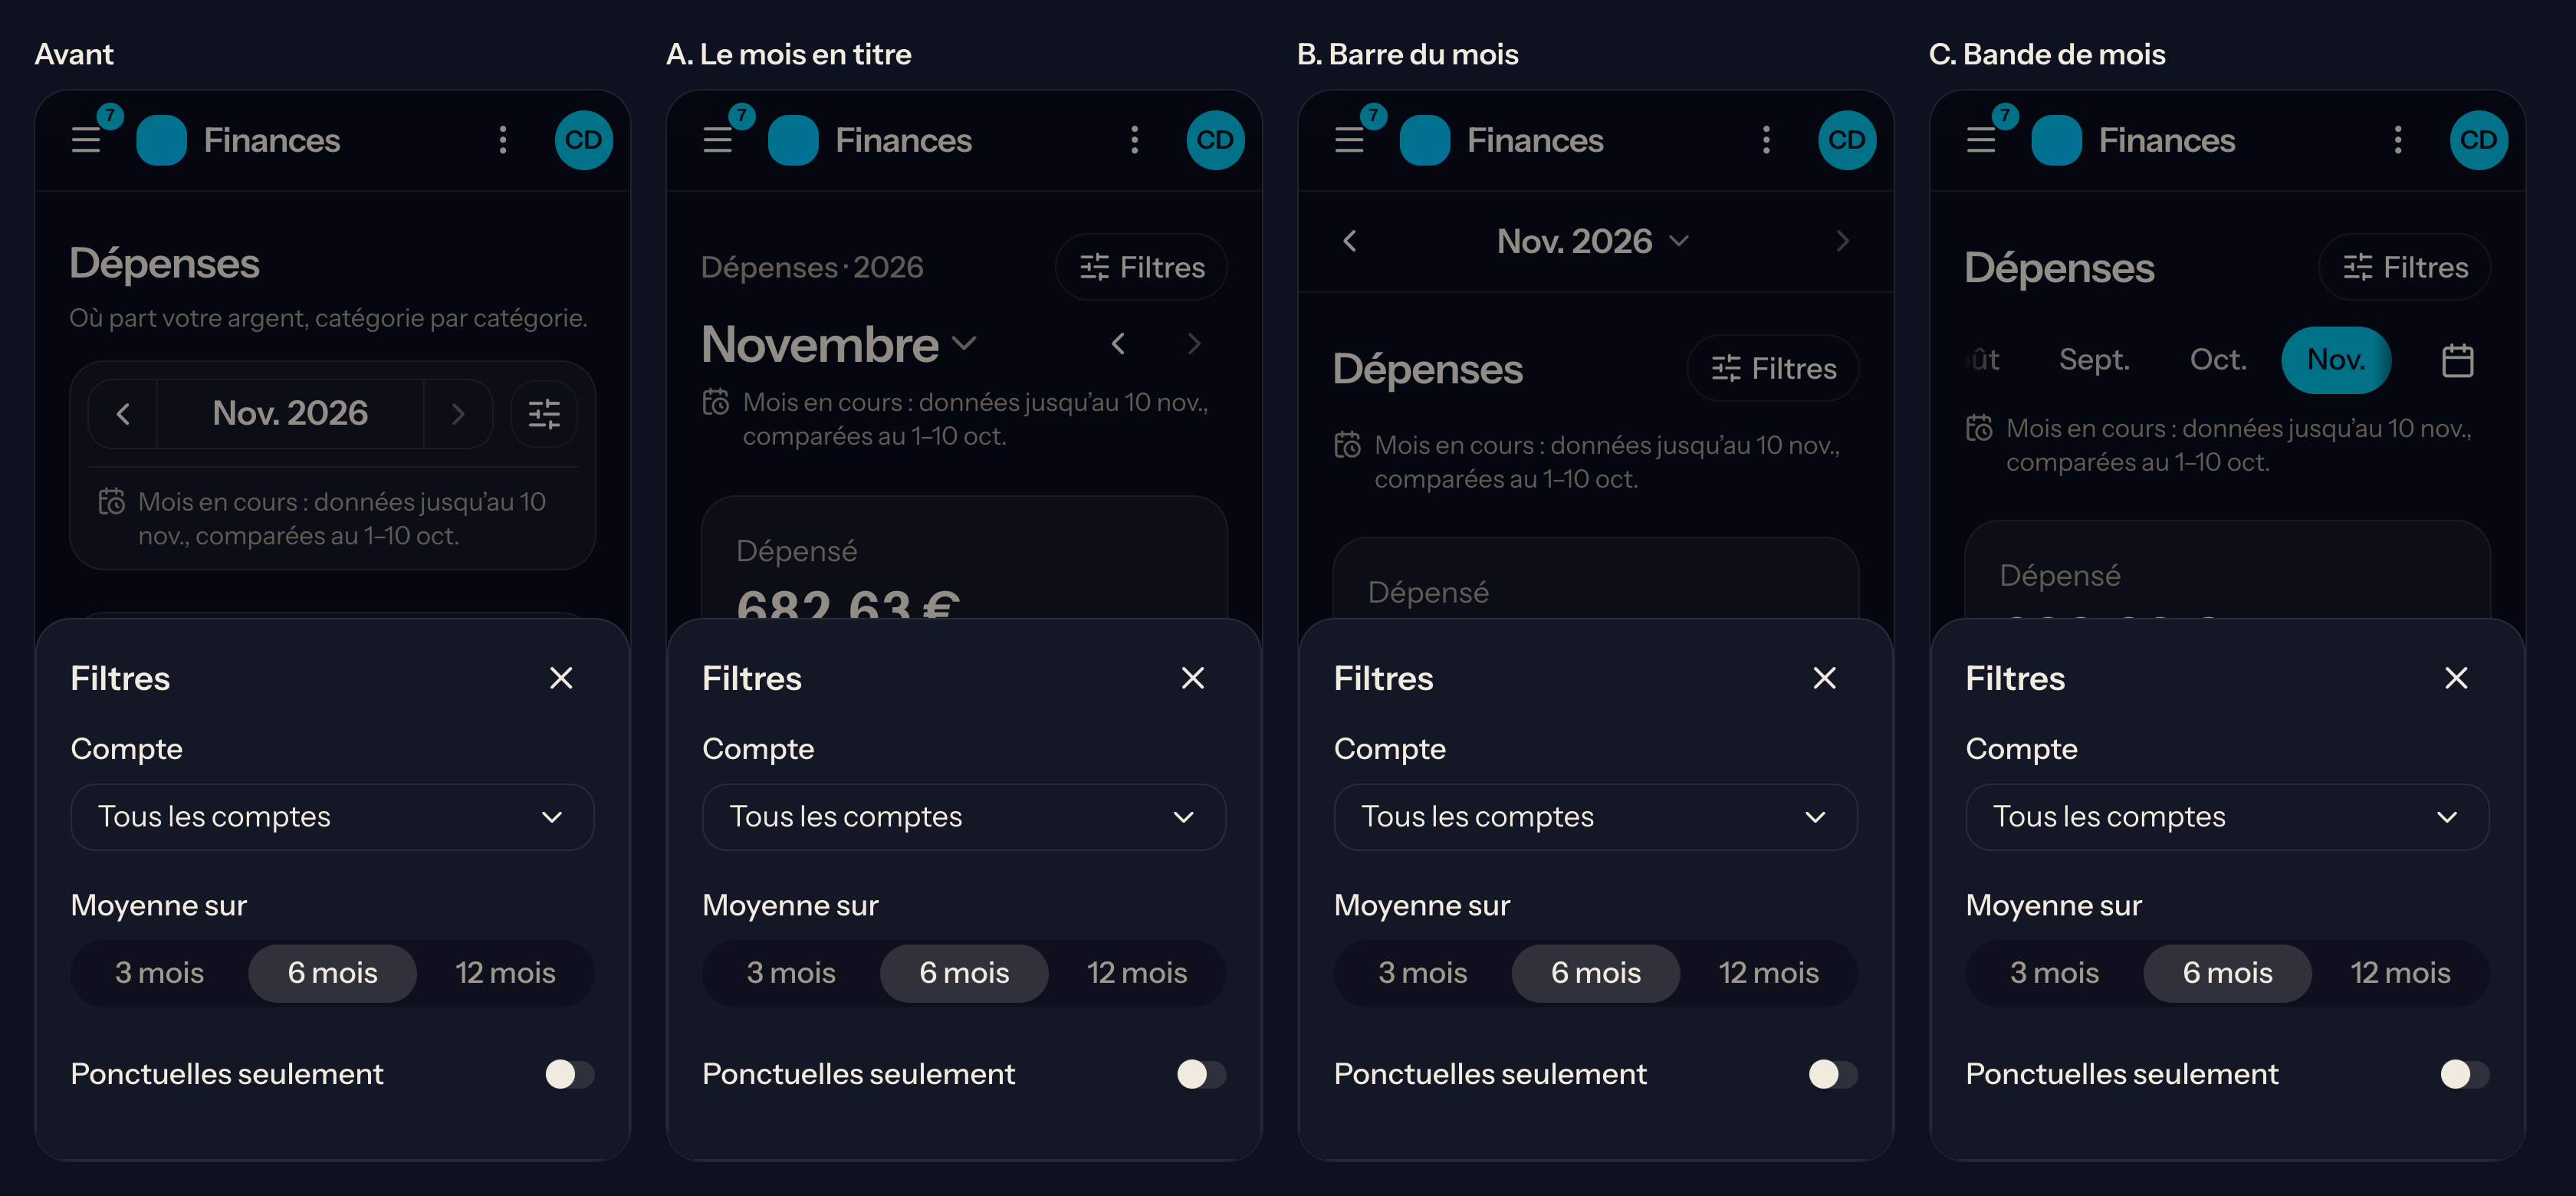 Avant
7
Finances
CD
Dépenses
Où part votre argent, catégorie par catégorie.
Nov. 2026
Mois en cours : données jusqu’au 10
nov., comparées au 1–10 oct.
Filtres
Compte
Tous les comptes
Moyenne sur
3 mois 6 mois 12 mois
Ponctuelles seulement
A. Le mois en titre
7
Finances
CD
Dépenses · 2026
Filtres
Novembre
Mois en cours : données jusqu’au 10 nov.,
comparées au 1–10 oct.
Dépensé
682,63 €
Filtres
Compte
Tous les comptes
Moyenne sur
3 mois 6 mois 12 mois
Ponctuelles seulement
B. Barre du mois
7
Finances
CD
Nov. 2026
Dépenses
Filtres
Mois en cours : données jusqu’au 10 nov.,
comparées au 1–10 oct.
Dépensé
Filtres
Compte
Tous les comptes
Moyenne sur
3 mois 6 mois 12 mois
Ponctuelles seulement
C. Bande de mois
7
Finances
CD
Dépenses
Filtres
ût Sept. Oct. Nov.
Mois en cours : données jusqu’au 10 nov.,
comparées au 1–10 oct.
Dépensé
Filtres
Compte
Tous les comptes
Moyenne sur
3 mois 6 mois 12 mois
Ponctuelles seulement